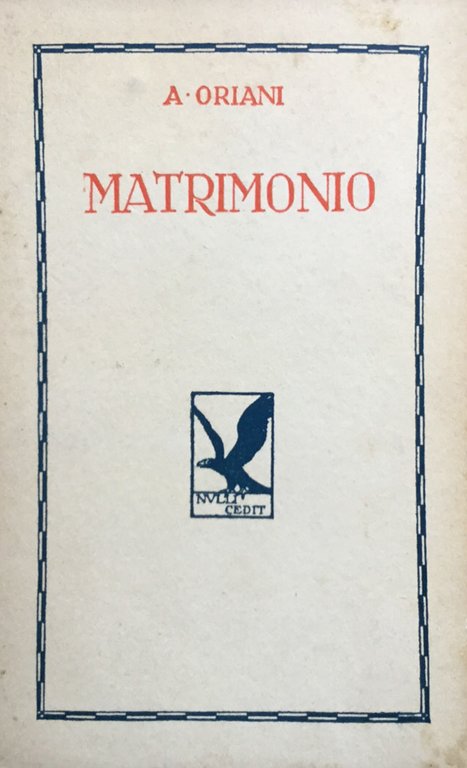 A · ORIANI
MATRIMONIO
NVLLI
CEDIT